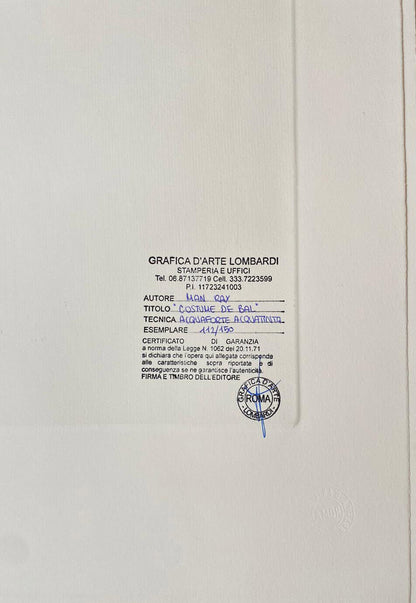 GRAFICA D'ARTE LOMBARDI
STAMPERIA E UFFICI
Tel. 06.87137719 Cell. 333.7223599
P.I. 11723241003
AUTORE MAN RAY
TITOLO "COSTUME DE BAL"
TECNICA ACQUAFORTE ACQUATINTA
ESEMPLARE 112/150
CERTIFICATO DI GARANZIA
a norma della Legge N. 1062 del 20.11.71
si dichiara che l'opera qui allegata corrisponde
alle caratteristiche sopra riportate e di
conseguenza se ne garantisce l'autenticità.
FIRMA E TIMBRO DELL'EDITORE
GRAFICA D'ARTE
ROMA
LOMBARDI